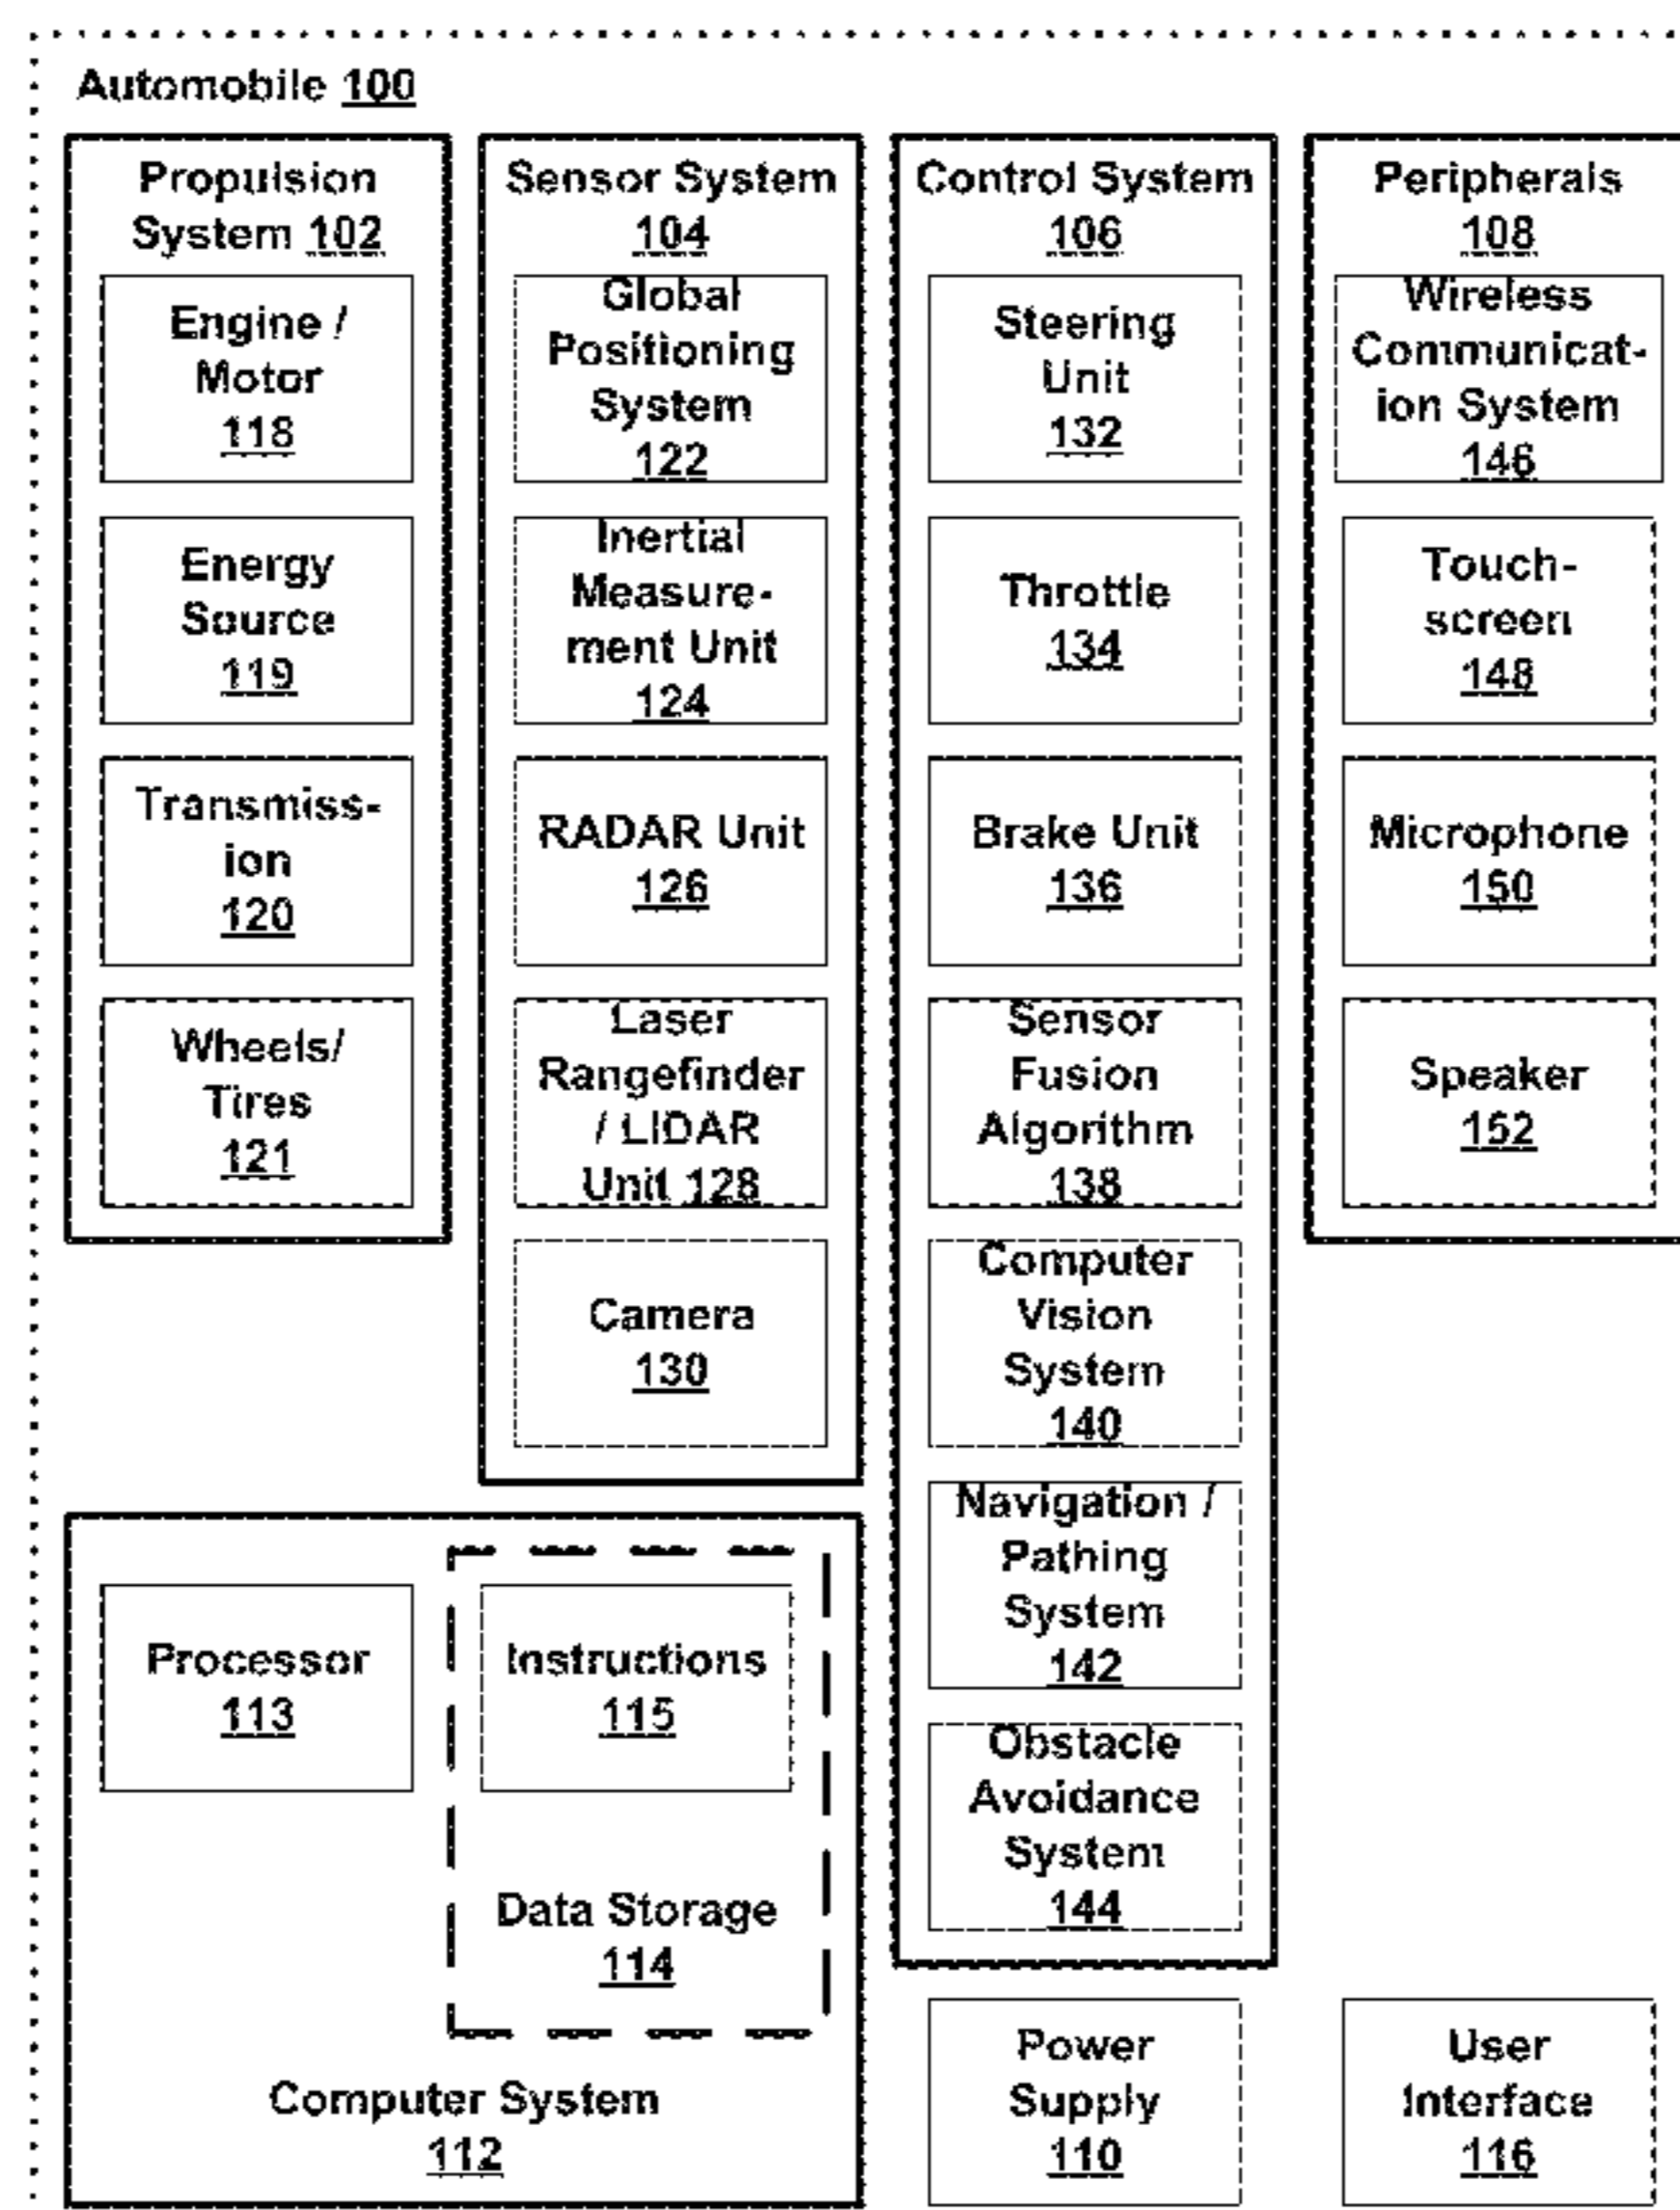 Automobile 100
Propulsion
System 102
Engine /
Motor
118
Energy
Source
119
Transmiss-
ion
120
Wheels/
Tires
121
Sensor System
104
Global
Positioning
System
122
Inertial
Measure-
ment Unit
124
RADAR Unit
126
Laser
Rangefinder
/ LIDAR
Unit 128
Camera
130
Control System
106
Steering
Unit
132
Throttle
134
Brake Unit
136
Sensor
Fusion
Algorithm
138
Computer
Vision
System
140
Navigation /
Pathing
System
142
Obstacle
Avoidance
System
144
Peripherals
108
Wireless
Communicat-
ion System
146
Touch-
screen
148
Microphone
150
Speaker
152
Processor
113
Instructions
115
Data Storage
114
Computer System
112
Power
Supply
110
User
Interface
116